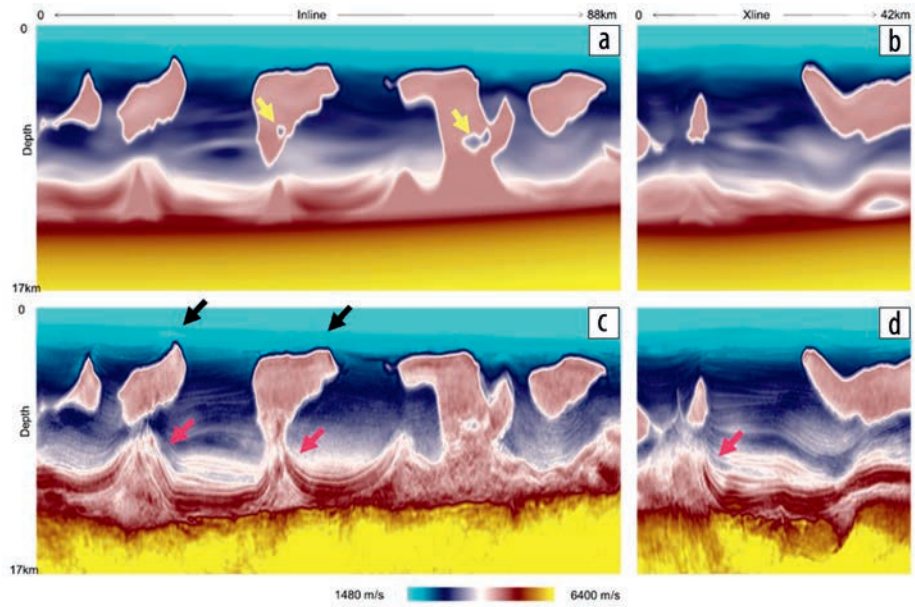 0 Inline 88km 0 Xline 42km
0
a b
Depth
17km
0
c d
Depth
17km
1480 m/s 6400 m/s